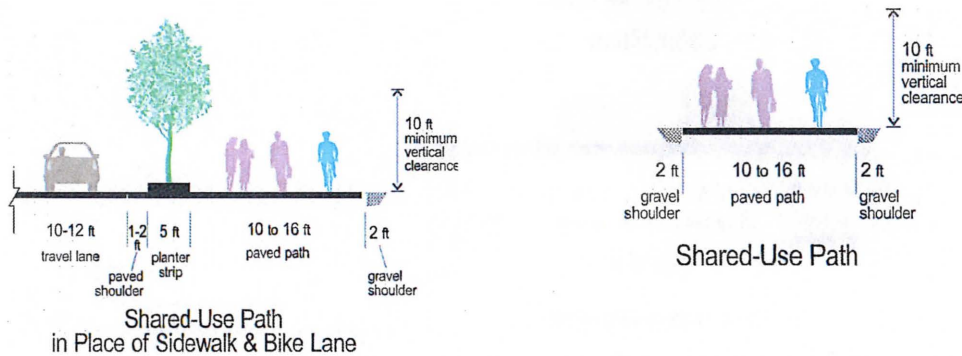 10 ft
minimum
vertical
clearance
10-12 ft
travel lane
1-2
ft
paved
shoulder
5 ft
planter
strip
10 to 16 ft
paved path
2 ft
gravel
shoulder
Shared-Use Path
in Place of Sidewalk & Bike Lane
10 ft
minimum
vertical
clearance
2 ft
gravel
shoulder
10 to 16 ft
paved path
2 ft
gravel
shoulder
Shared-Use Path